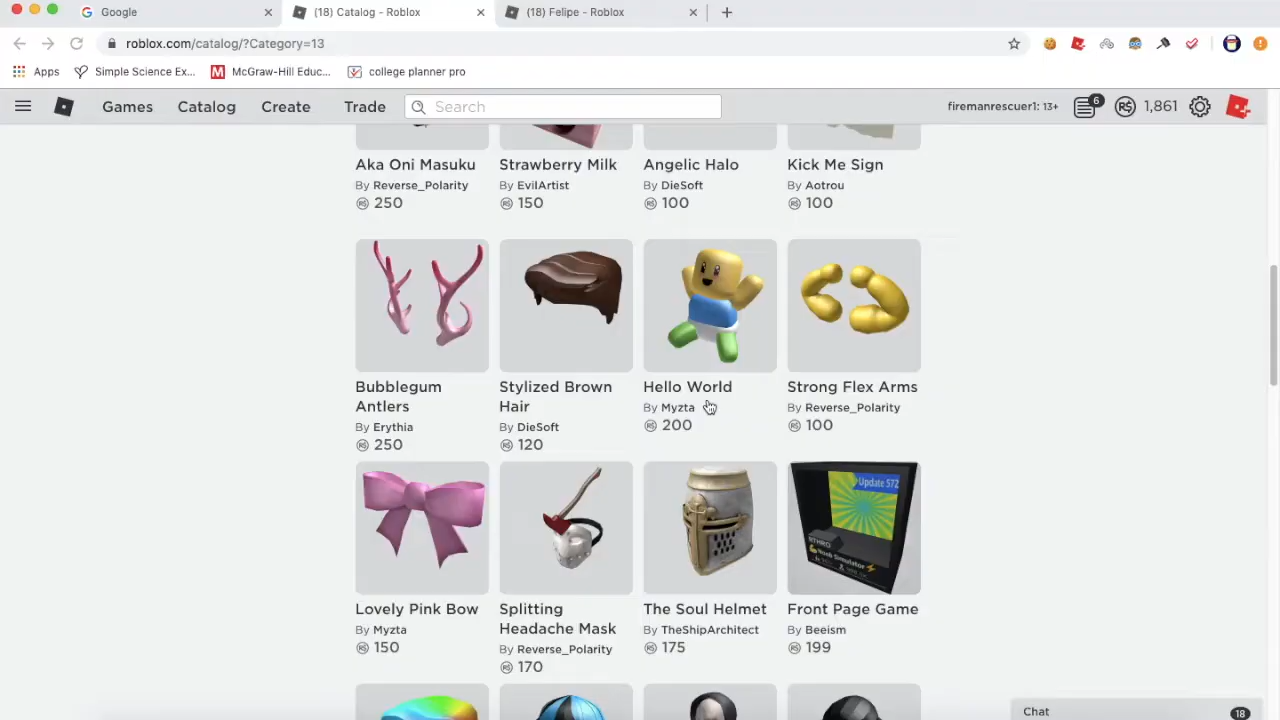 Google
(18) Catalog - Roblox
(18) Felipe - Roblox
roblox.com/catalog/?Category=13
Apps
Simple Science Ex...
McGraw-Hill Educ...
college planner pro
Games
Catalog
Create
Trade
Search
firemanrescuer1: 13+
6
1,861
Aka Oni Masuku
By Reverse_Polarity
250
Strawberry Milk
By EvilArtist
150
Angelic Halo
By DieSoft
100
Kick Me Sign
By Aotrou
100
Bubblegum
Antlers
By Erythia
250
Stylized Brown
Hair
By DieSoft
120
Hello World
By Myzta
200
Strong Flex Arms
By Reverse_Polarity
100
Update 572
RTHRO
Noob Simulator
Lovely Pink Bow
By Myzta
150
Splitting
Headache Mask
By Reverse_Polarity
170
The Soul Helmet
By TheShipArchitect
175
Front Page Game
By Beeism
199
Chat
18